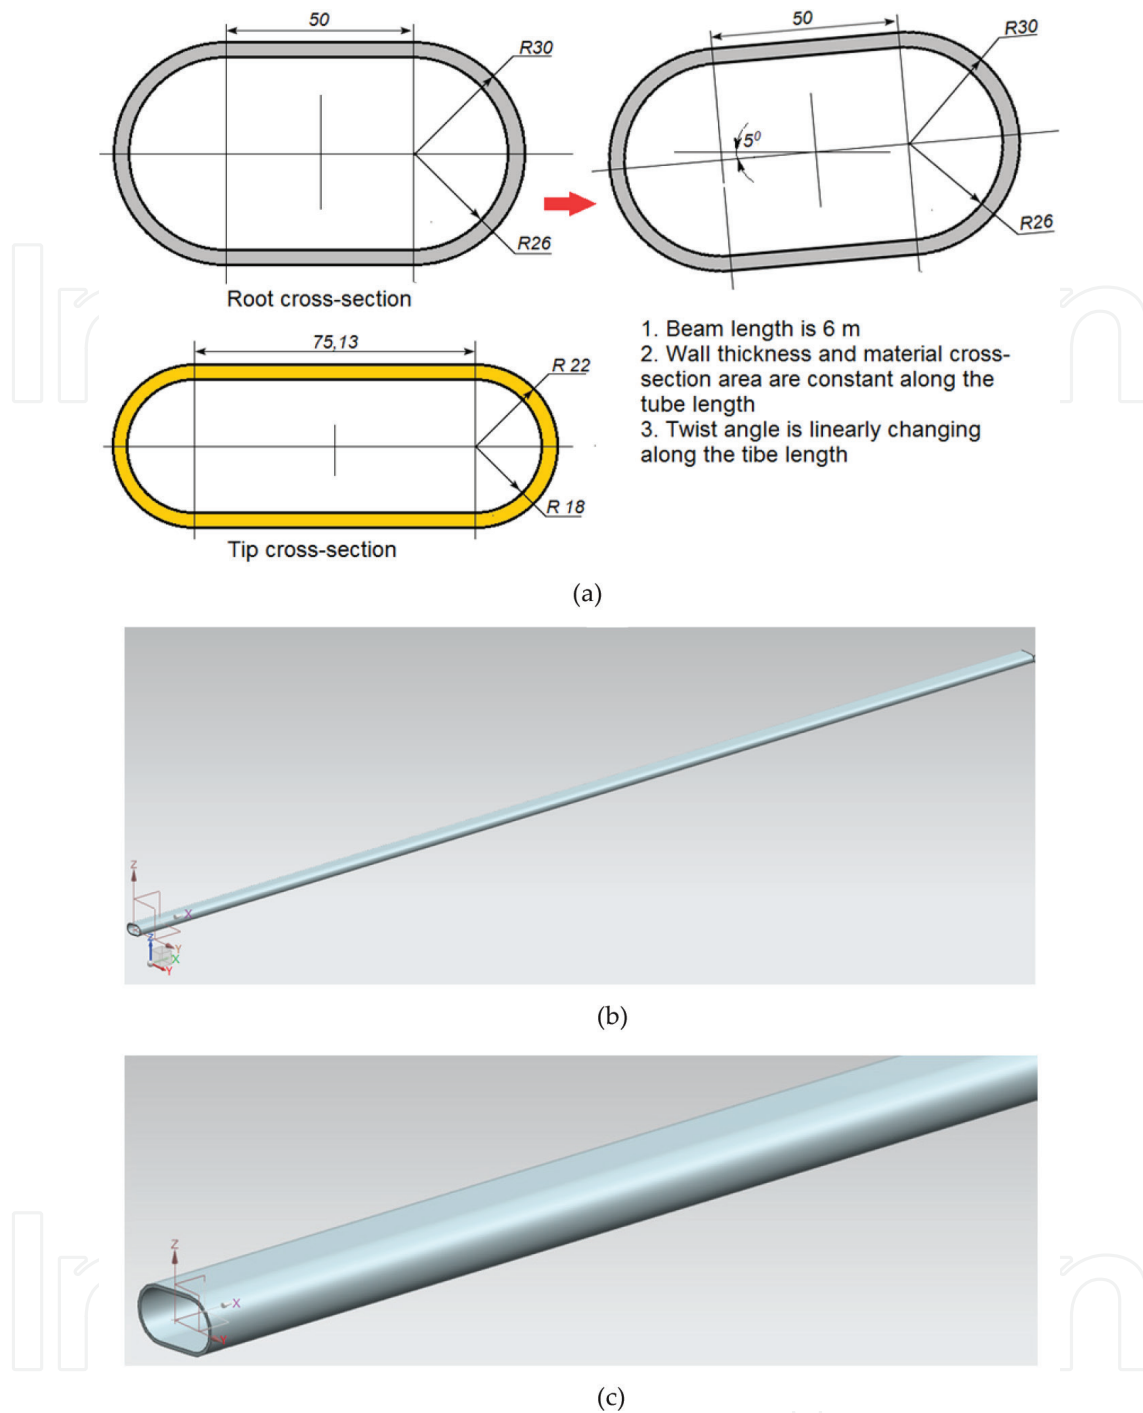 50
R30
R26
Root cross-section
50
R30
5⁰
R26
75,13
R 22
R 18
Tip cross-section
1. Beam length is 6 m
2. Wall thickness and material cross-
section area are constant along the
tube length
3. Twist angle is linearly changing
along the tibe length
(a)
Z
X
Y
Z
X
Y
(b)
Z
X
Y
(c)